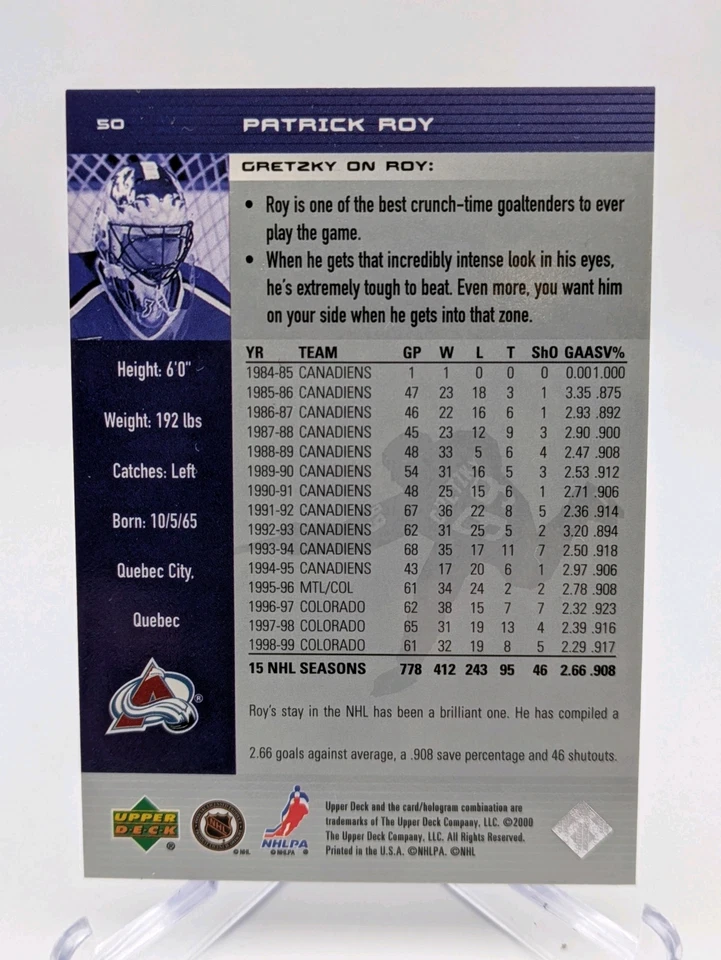 50 PATRICK ROY
GRETZKY ON ROY:
• Roy is one of the best crunch-time goaltenders to ever
play the game.
• When he gets that incredibly intense look in his eyes,
he's extremely tough to beat. Even more, you want him
on your side when he gets into that zone.
Height: 6'0"
Weight: 192 lbs
Catches: Left
Born: 10/5/65
Quebec City,
Quebec
YR TEAM GP W L T ShO GAA SV%
1984-85 CANADIENS 1 1 0 0 0 0.00 1.000
1985-86 CANADIENS 47 23 18 3 1 3.35 .875
1986-87 CANADIENS 46 22 16 6 1 2.93 .892
1987-88 CANADIENS 45 23 12 9 3 2.90 .900
1988-89 CANADIENS 48 33 5 6 4 2.47 .908
1989-90 CANADIENS 54 31 16 5 3 2.53 .912
1990-91 CANADIENS 48 25 15 6 1 2.71 .906
1991-92 CANADIENS 67 36 22 8 5 2.36 .914
1992-93 CANADIENS 62 31 25 5 2 3.20 .894
1993-94 CANADIENS 68 35 17 11 7 2.50 .918
1994-95 CANADIENS 43 17 20 6 1 2.97 .906
1995-96 MTL/COL 61 34 24 2 2 2.78 .908
1996-97 COLORADO 62 38 15 7 7 2.32 .923
1997-98 COLORADO 65 31 19 13 4 2.39 .916
1998-99 COLORADO 61 32 19 8 5 2.29 .917
15 NHL SEASONS 778 412 243 95 46 2.66 .908
Roy's stay in the NHL has been a brilliant one. He has compiled a
2.66 goals against average, a .908 save percentage and 46 shutouts.
A ®
UPPER
DECK ®
NHL
© NHL
NHLPA
© NHLPA ®
Upper Deck and the card/hologram combination are
trademarks of The Upper Deck Company, LLC. ©2000
The Upper Deck Company, LLC. All Rights Reserved.
Printed in the U.S.A. ©NHLPA. ©NHL